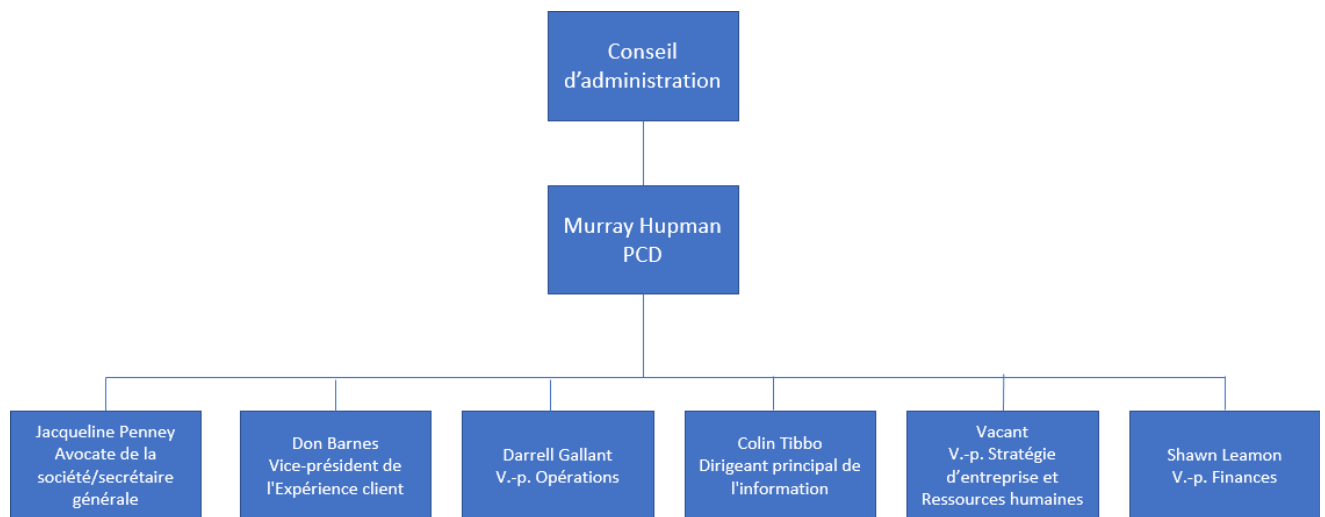 Conseil
d’administration
Murray Hupman
PCD
Jacqueline Penney
Avocate de la
société/secrétaire
générale
Don Barnes
Vice-président de
l'Expérience client
Darrell Gallant
V.-p. Opérations
Colin Tibbo
Dirigeant principal de
l'information
Vacant
V.-p. Stratégie
d’entreprise et
Ressources humaines
Shawn Leamon
V.-p. Finances